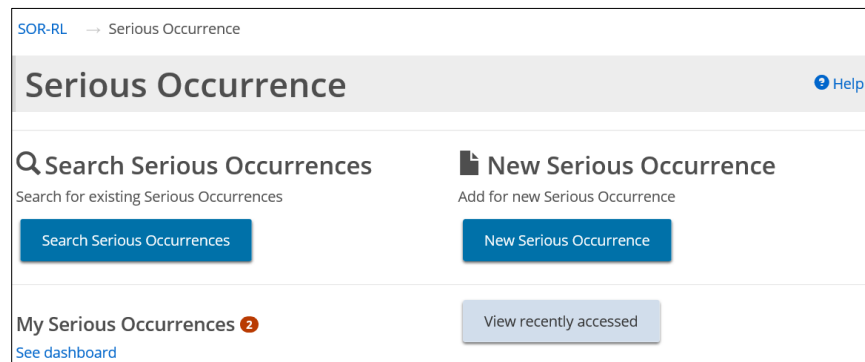 SOR-RL → Serious Occurrence
Serious Occurrence
Help
Search Serious Occurrences
Search for existing Serious Occurrences
Search Serious Occurrences
New Serious Occurrence
Add for new Serious Occurrence
New Serious Occurrence
My Serious Occurrences 2
See dashboard
View recently accessed